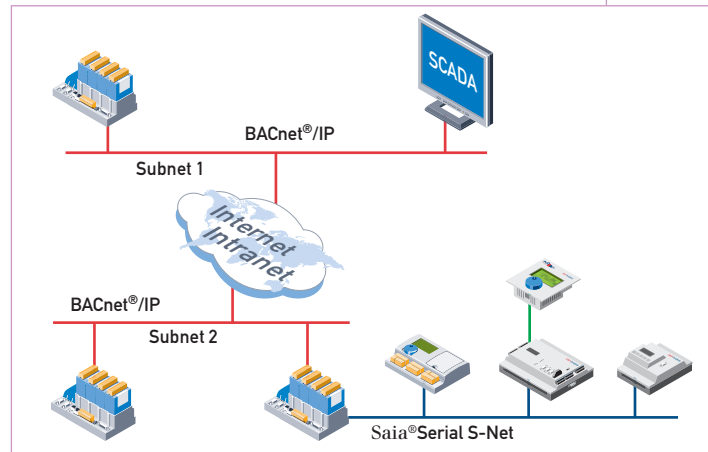 SCADA
BACnet®/IP
Subnet 1
Internet
Intranet
BACnet®/IP
Subnet 2
Saia®Serial S-Net